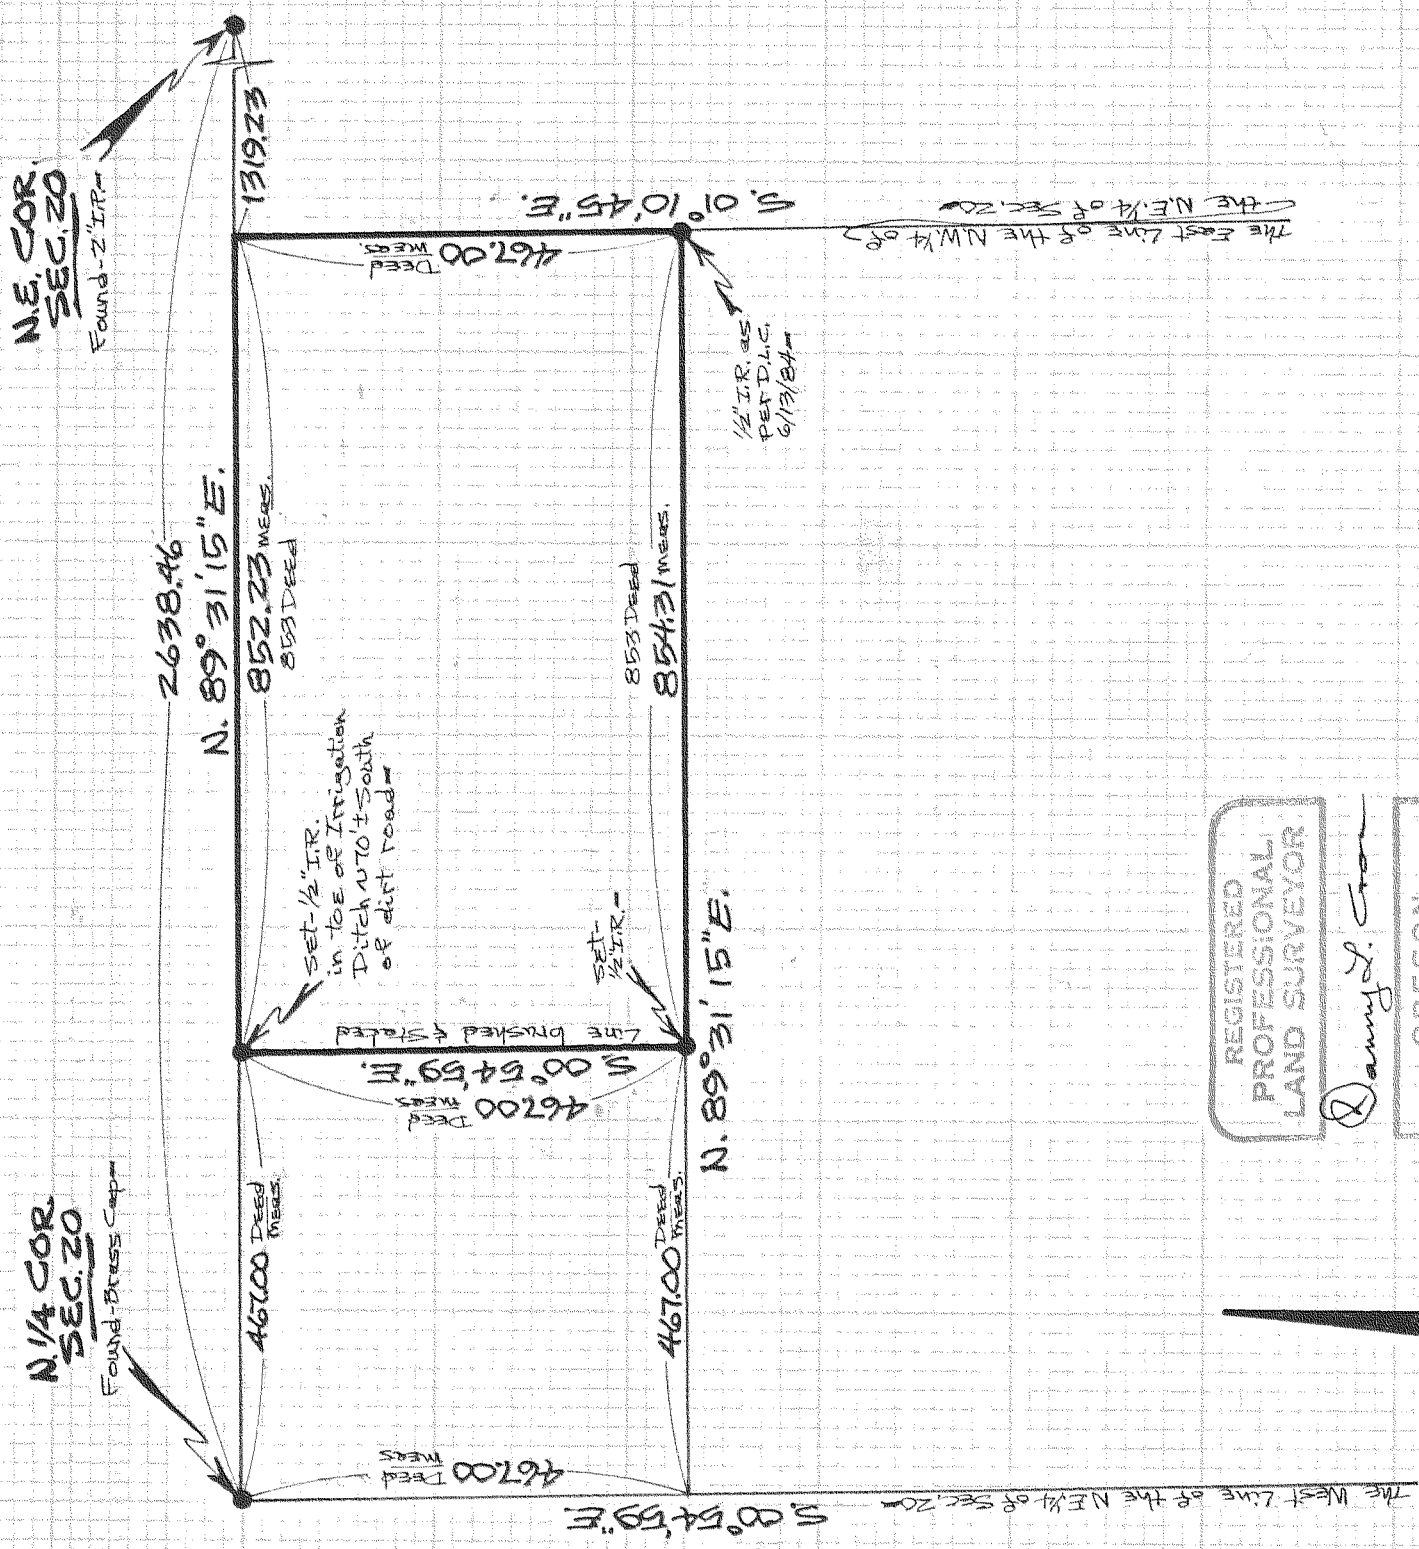 N. 1/4 COR.
SEC. 20
Found-Brass Cap-
N.E. COR.
SEC. 20
Found-2" I.R.-
2638.46
N. 89° 31' 15" E.
1319.23
467.00 Deed
meas.
852.23 meas.
853 Deed
Set-1/2" I.R.
in toe of Irrigation
Ditch ~70'± South
of dirt road-
S. 00° 54' 59" E.
467.00 Deed
meas
The West Line of the N.E. 1/4 of Sec. 20-
Line brushed & Staked
S. 00° 54' 59" E.
467.00 Deed
meas
S. 01° 10' 45" E.
467.00 Deed
meas.
The East Line of the N.W. 1/4 of
the N.E. 1/4 of Sec. 20-
Set-
1/2" I.R.-
853 Deed
854.31 meas.
467.00 Deed
meas.
1/2" I.R. as
per D.L.C.
6/13/84-
N. 89° 31' 15" E.
REGISTERED
PROFESSIONAL
LAND SURVEYOR
Danny L. Cross
OREGON